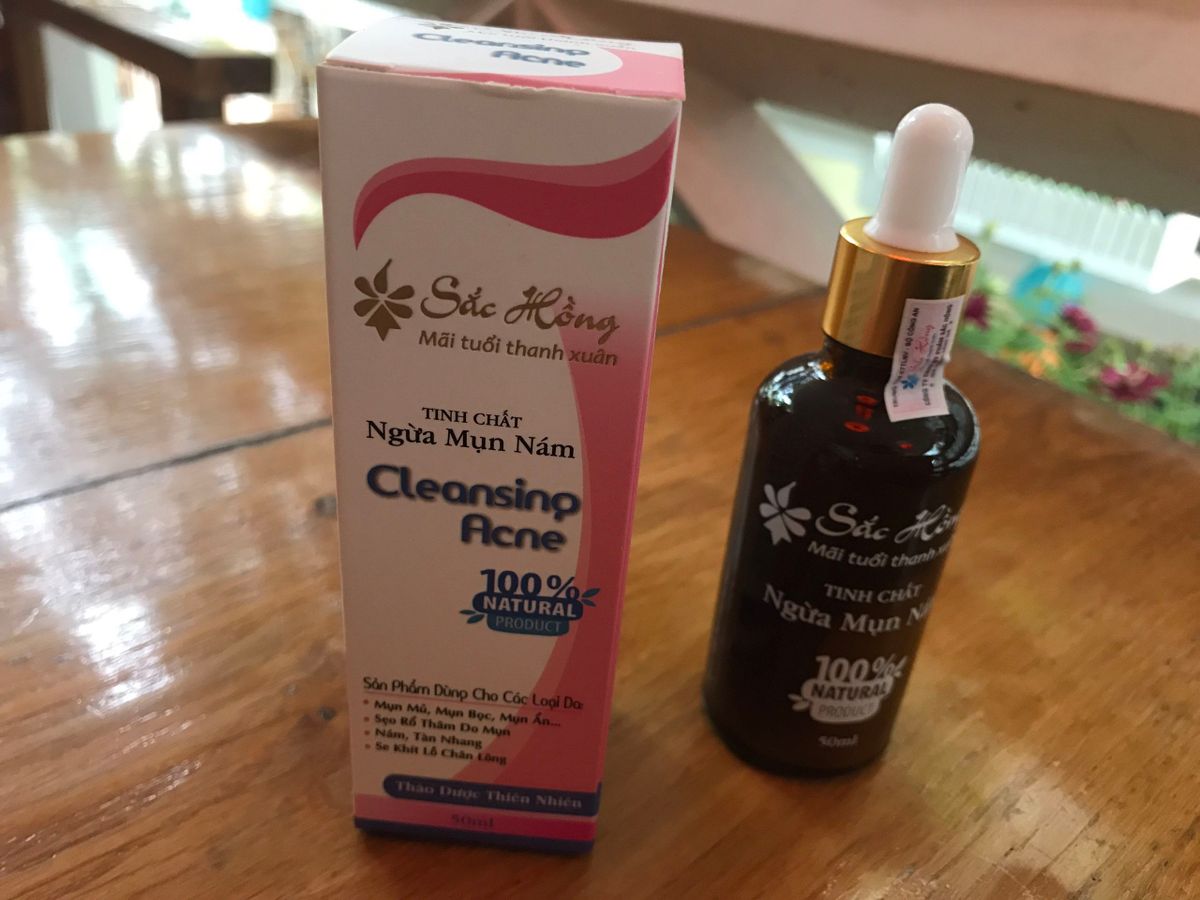 Cleansing
Acne
Sắc Hồng
Mãi tuổi thanh xuân
TINH CHẤT
Ngừa Mụn Nám
Cleansing
Acne
100%
NATURAL
PRODUCT
Sản Phẩm Dùng Cho Các Loại Da:
• Mụn Mủ, Mụn Bọc, Mụn Ẩn...
• Sẹo Rổ Thâm Do Mụn
• Nám, Tàn Nhang
• Se Khít Lỗ Chân Lông
Thảo Dược Thiên Nhiên
50ml
Sắc Hồng
Mãi tuổi thanh xuân
TINH CHẤT
Ngừa Mụn
100%
NATURAL
PRODUCT
50ml